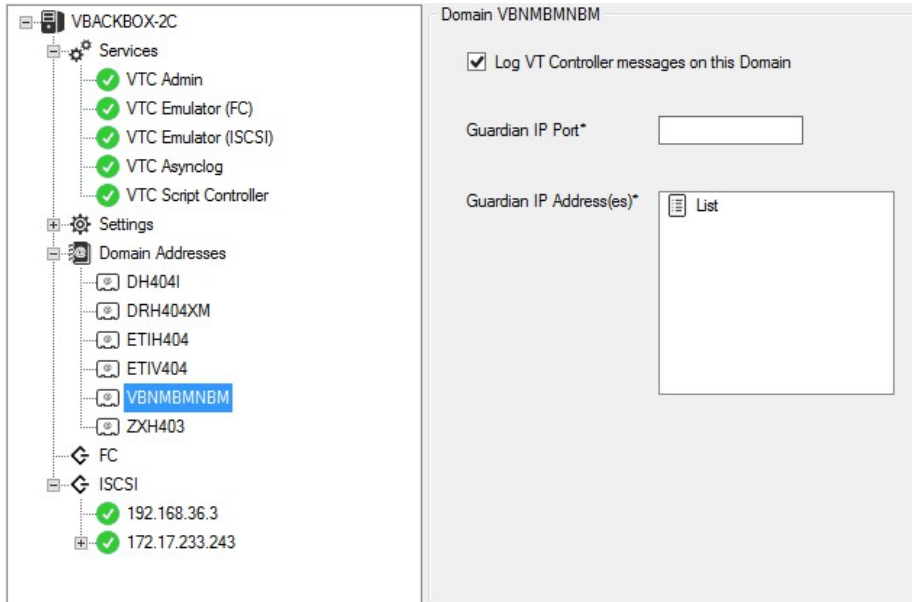 VBACKBOX-2C
Services
VTC Admin
VTC Emulator (FC)
VTC Emulator (ISCSI)
VTC Asynclog
VTC Script Controller
Settings
Domain Addresses
DH404I
DRH404XM
ETIH404
ETIV404
VBNMBMNBM
ZXH403
FC
ISCSI
192.168.36.3
172.17.233.243
Domain VBNMBMNBM
Log VT Controller messages on this Domain
Guardian IP Port*
Guardian IP Address(es)*
List